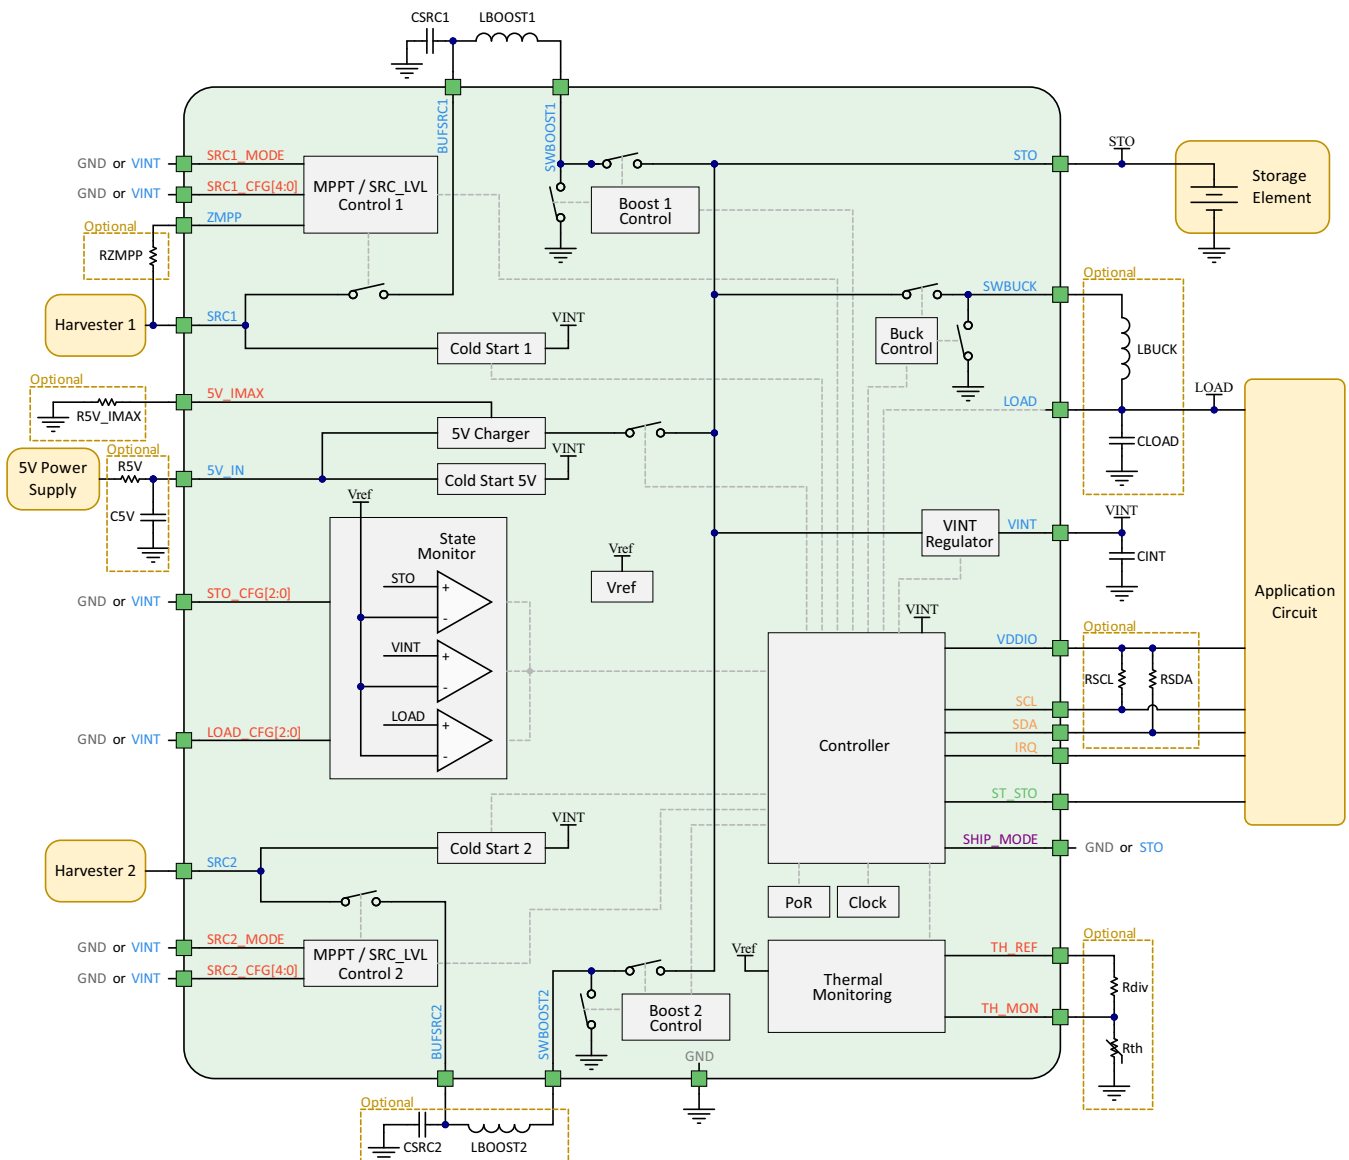 CSRC1
LBOOST1
BUFSRC1
SWBOOST1
GND or VINT
SRC1_MODE
GND or VINT
SRC1_CFG[4:0]
MPPT / SRC_LVL
Control 1
Optional
ZMPP
RZMPP
Boost 1
Control
STO
STO
Storage
Element
Harvester 1
SRC1
Cold Start 1
VINT
SWBUCK
Buck
Control
Optional
LBUCK
Optional
R5V_IMAX
5V_IMAX
5V Charger
LOAD
LOAD
CLOAD
5V Power
Supply
Optional
R5V
C5V
5V_IN
Cold Start 5V
VINT
Vref
State
Monitor
STO
+
-
VINT
+
-
LOAD
+
-
Vref
Vref
VINT
Regulator
VINT
VINT
CINT
GND or VINT
STO_CFG[2:0]
GND or VINT
LOAD_CFG[2:0]
VINT
Controller
VDDIO
SCL
SDA
IRQ
ST_STO
SHIP_MODE
GND or STO
Optional
RSCL
RSDA
Application
Circuit
Harvester 2
SRC2
Cold Start 2
VINT
PoR
Clock
GND or VINT
SRC2_MODE
GND or VINT
SRC2_CFG[4:0]
MPPT / SRC_LVL
Control 2
BUFSRC2
SWBOOST2
Boost 2
Control
Vref
Thermal
Monitoring
TH_REF
TH_MON
Optional
Rdiv
Rth
GND
Optional
CSRC2
LBOOST2